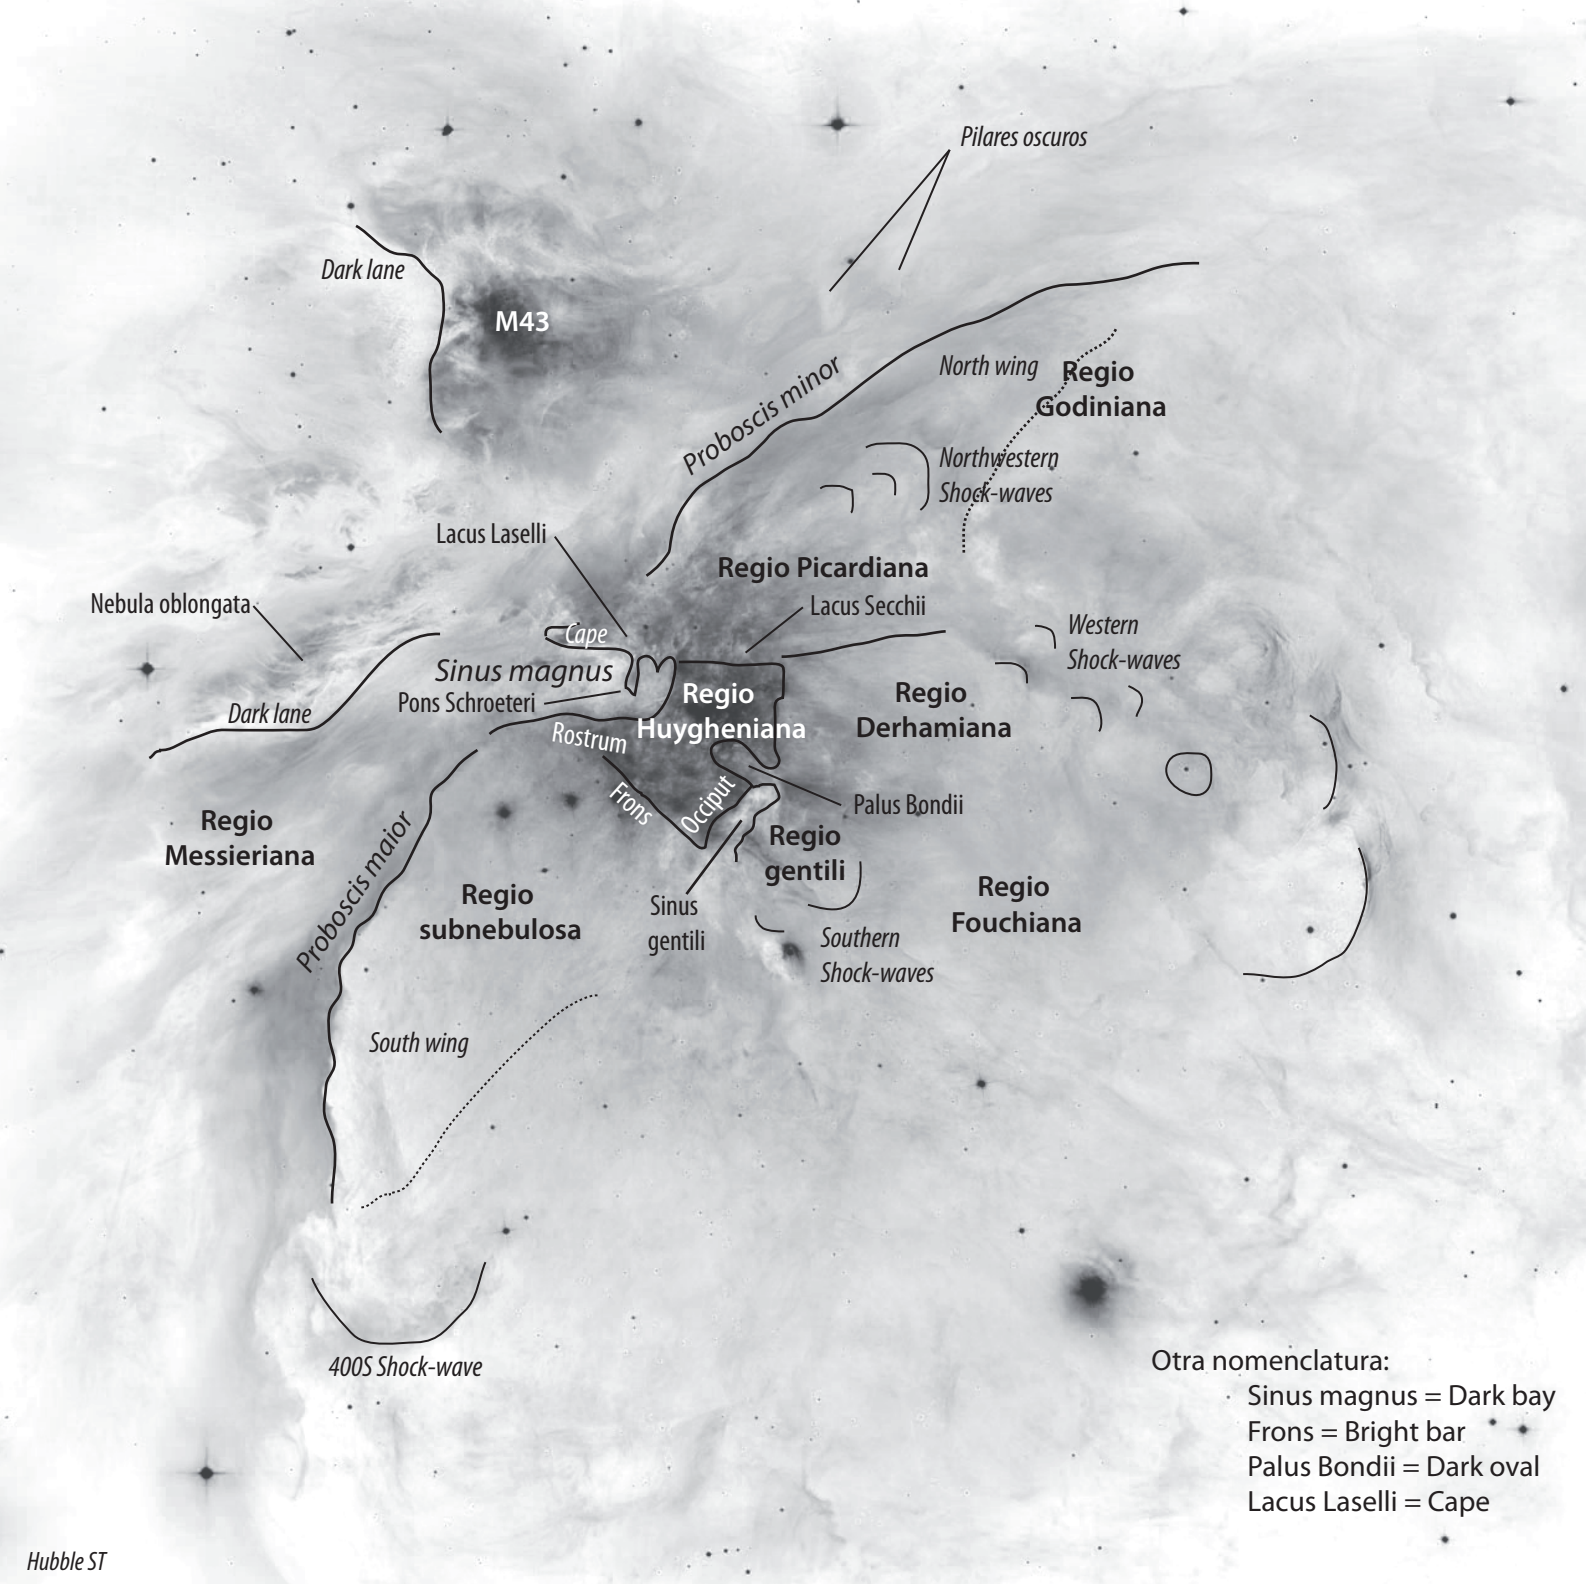 Pilares oscuros
Dark lane
M43
North wing
Regio
Godiniana
Proboscis minor
Northwestern
Shock-waves
Lacus Laselli
Regio Picardiana
Nebula oblongata
Lacus Secchii
Cape
Western
Shock-waves
Sinus magnus
Pons Schroeteri
Regio
Huygheniana
Regio
Derhamiana
Dark lane
Rostrum
Frons
Occiput
Palus Bondii
Regio
Messieriana
Proboscis maior
Regio
gentili
Regio
subnebulosa
Sinus
gentili
Regio
Fouchiana
Southern
Shock-waves
South wing
400S Shock-wave
Otra nomenclatura:
Sinus magnus = Dark bay
Frons = Bright bar
Palus Bondii = Dark oval
Lacus Laselli = Cape
Hubble ST